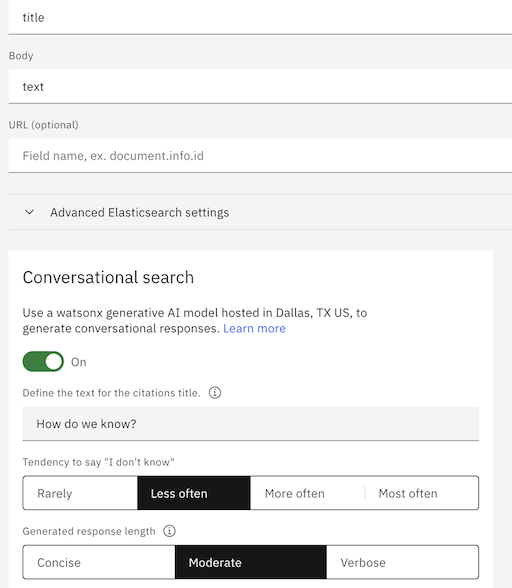 title
Body
text
URL (optional)
Field name, ex. document.info.id
Advanced Elasticsearch settings
Conversational search
Use a watsonx generative AI model hosted in Dallas, TX US, to
generate conversational responses. Learn more
On
Define the text for the citations title.
How do we know?
Tendency to say "I don't know"
Rarely Less often More often Most often
Generated response length
Concise Moderate Verbose